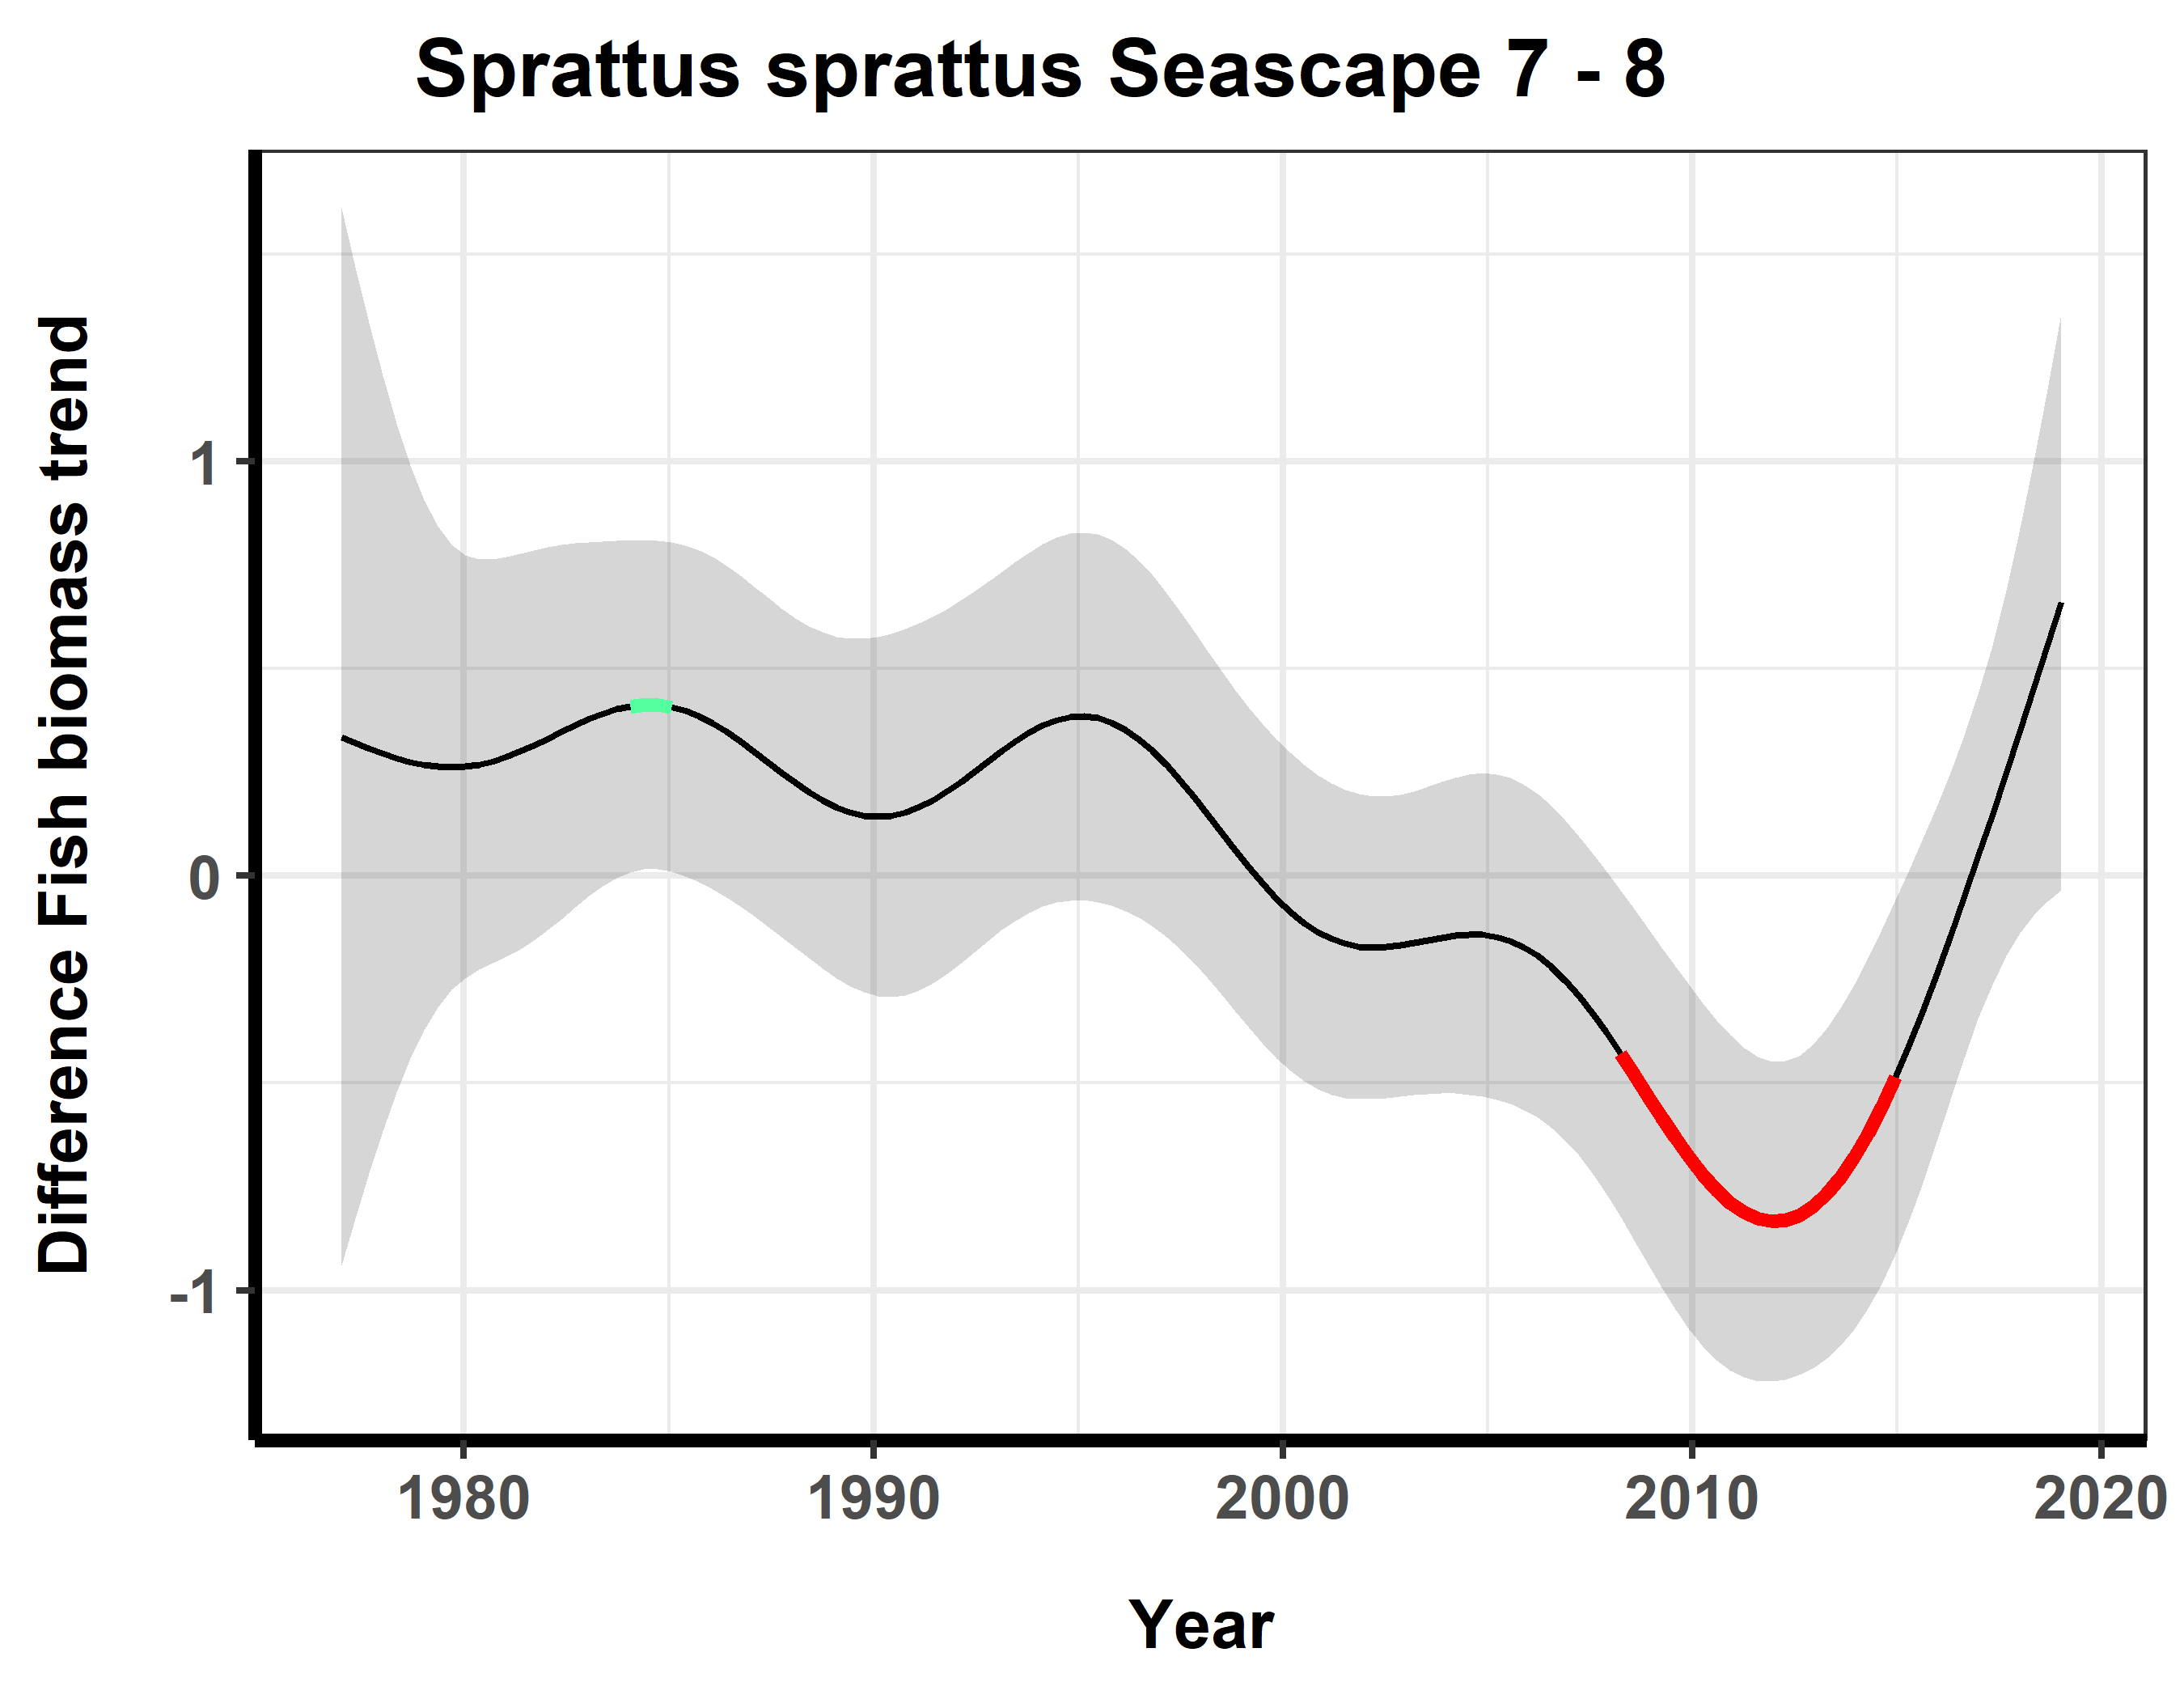 Sprattus sprattus Seascape 7 - 8
Difference Fish biomass trend
1
0
-1
1980
1990
2000
2010
2020
Year